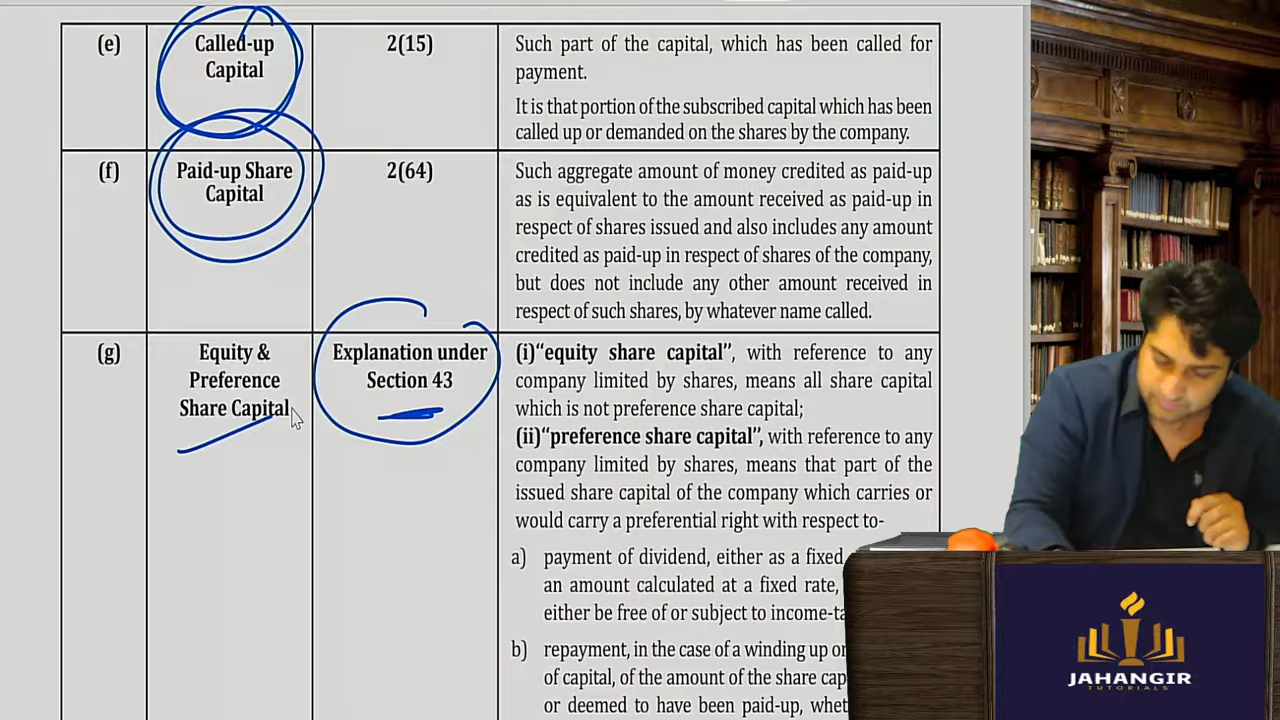 (e)
Called-up
Capital
2(15)
Such part of the capital, which has been called for
payment.
It is that portion of the subscribed capital which has been
called up or demanded on the shares by the company.
(f)
Paid-up Share
Capital
2(64)
Such aggregate amount of money credited as paid-up
as is equivalent to the amount received as paid-up in
respect of shares issued and also includes any amount
credited as paid-up in respect of shares of the company,
but does not include any other amount received in
respect of such shares, by whatever name called.
(g)
Equity &
Preference
Share Capital
Explanation under
Section 43
(i)“equity share capital”, with reference to any
company limited by shares, means all share capital
which is not preference share capital;
(ii)“preference share capital”, with reference to any
company limited by shares, means that part of the
issued share capital of the company which carries or
would carry a preferential right with respect to-
a) payment of dividend, either as a fixed
an amount calculated at a fixed rate,
either be free of or subject to
b) repayment, in the case of a winding up or
of capital, of the amount of the share
or deemed to have been paid-up,
JAHANGIR
TUTORIALS